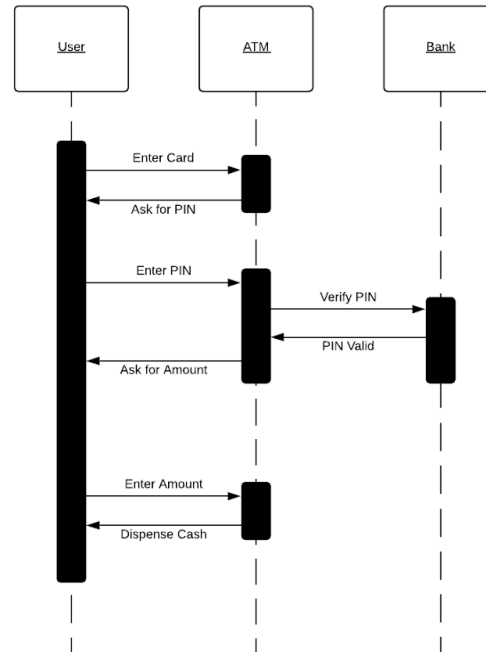 User
ATM
Bank
Enter Card
Ask for PIN
Enter PIN
Verify PIN
PIN Valid
Ask for Amount
Enter Amount
Dispense Cash